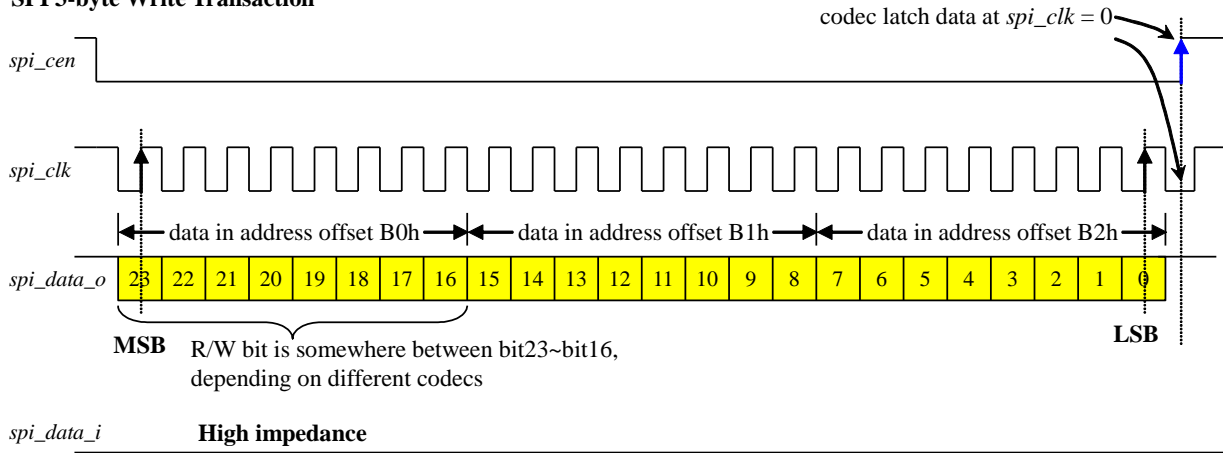 SPI 3-byte Write Transaction
codec latch data at spi_clk = 0
spi_cen
spi_clk
data in address offset B0h data in address offset B1h data in address offset B2h
spi_data_o 23 22 21 20 19 18 17 16 15 14 13 12 11 10 9 8 7 6 5 4 3 2 1 0
MSB LSB
R/W bit is somewhere between bit23~bit16,
depending on different codecs
spi_data_i High impedance